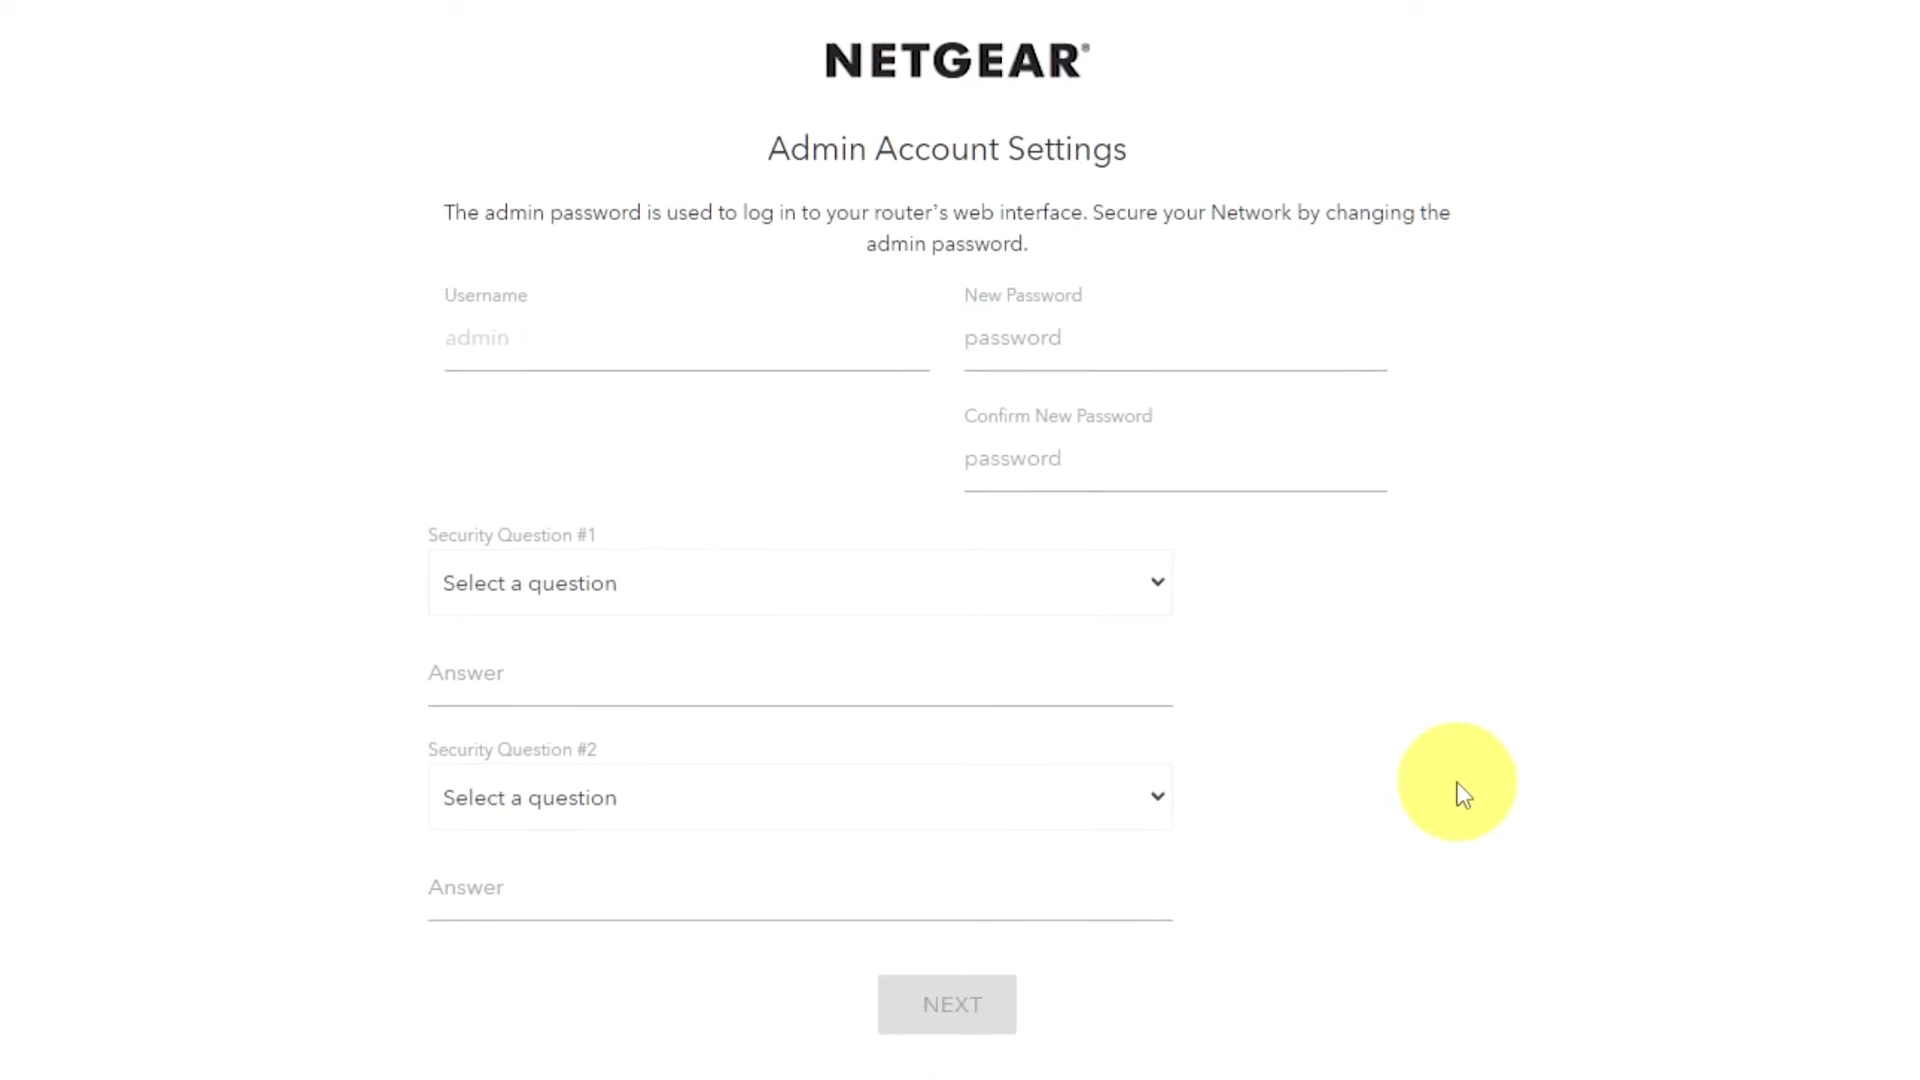 NETGEAR®
Admin Account Settings
The admin password is used to log in to your router’s web interface. Secure your Network by changing the
admin password.
Username
New Password
admin
password
Confirm New Password
password
Security Question #1
Select a question
Answer
Security Question #2
Select a question
Answer
NEXT